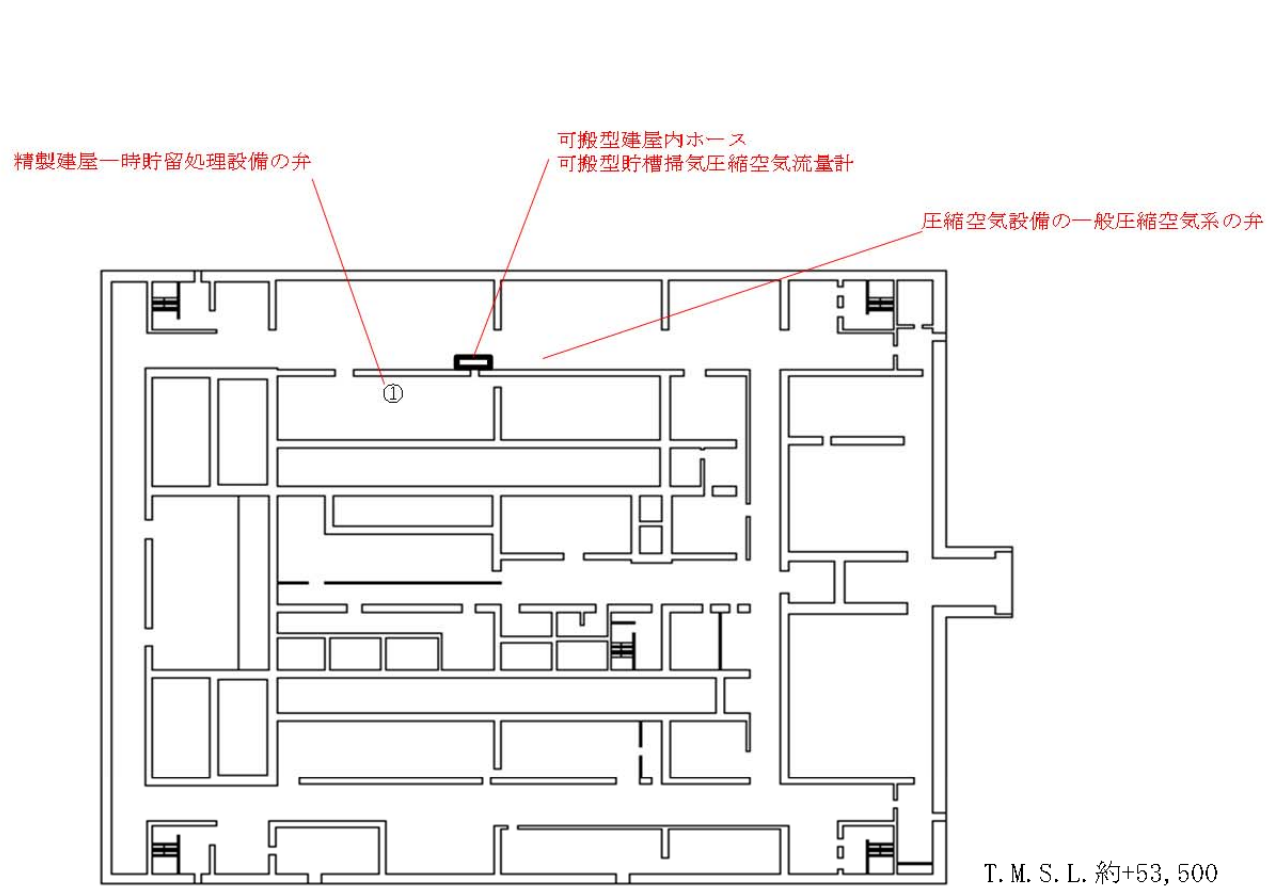 可搬型建屋内ホース
可搬型貯槽掃気圧縮空気流量計
精製建屋一時貯留処理設備の弁
圧縮空気設備の一般圧縮空気系の弁
①
T.M.S.L.約+53,500